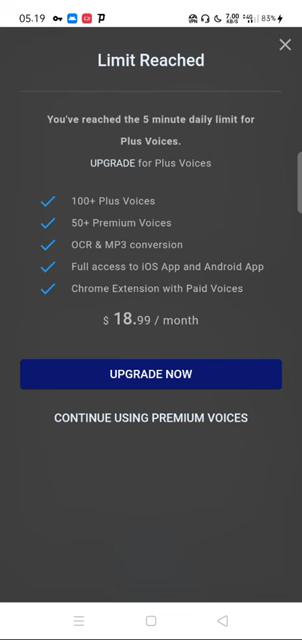 05.19
7.00 KB/S
83%
Limit Reached
You've reached the 5 minute daily limit for
Plus Voices.
UPGRADE for Plus Voices
100+ Plus Voices
50+ Premium Voices
OCR & MP3 conversion
Full access to iOS App and Android App
Chrome Extension with Paid Voices
$ 18.99 / month
UPGRADE NOW
CONTINUE USING PREMIUM VOICES